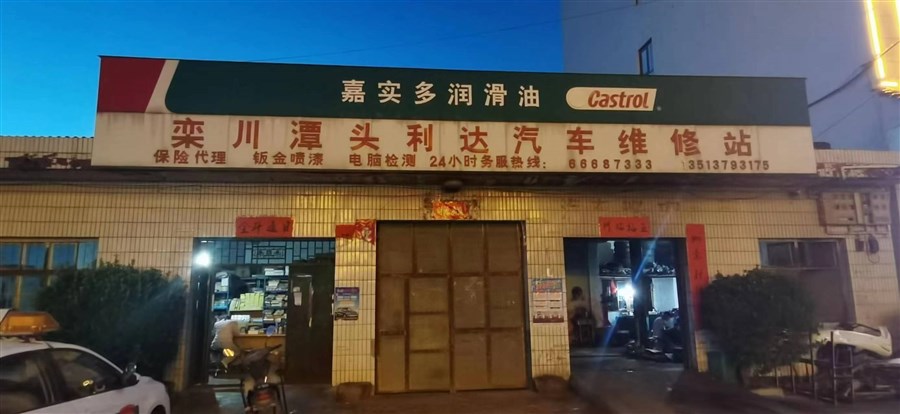 嘉实多润滑油 Castrol
栾川潭头利达汽车维修站
保险代理 钣金喷漆 电脑检测 24小时务服热线: 66687333 3513793175